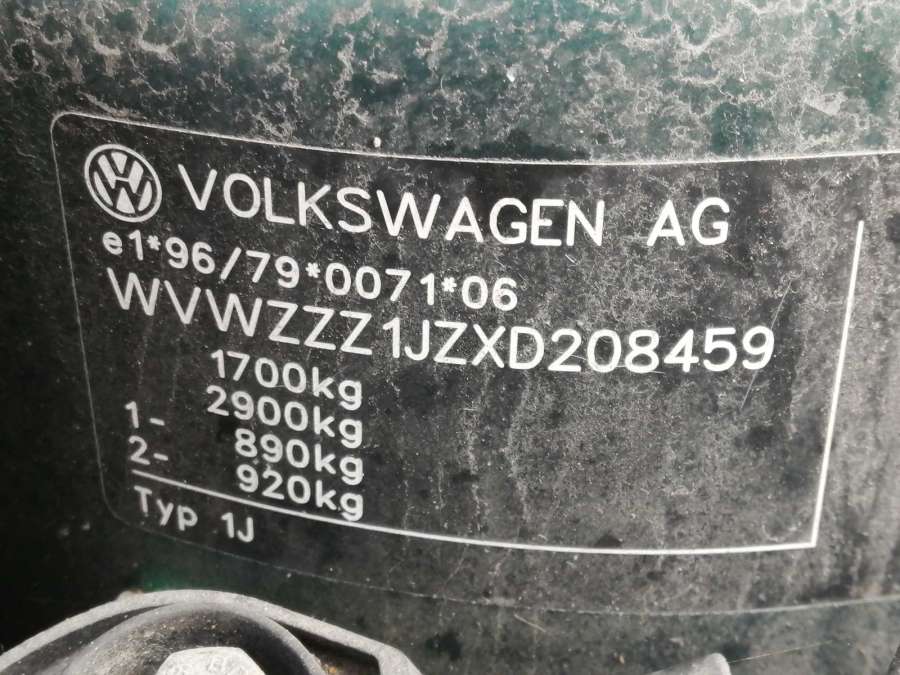 VOLKSWAGEN AG
e1*96/79*0071*06
WVWZZZ1JZXD208459
1700kg
2900kg
1- 890kg
2- 920kg
Typ 1J